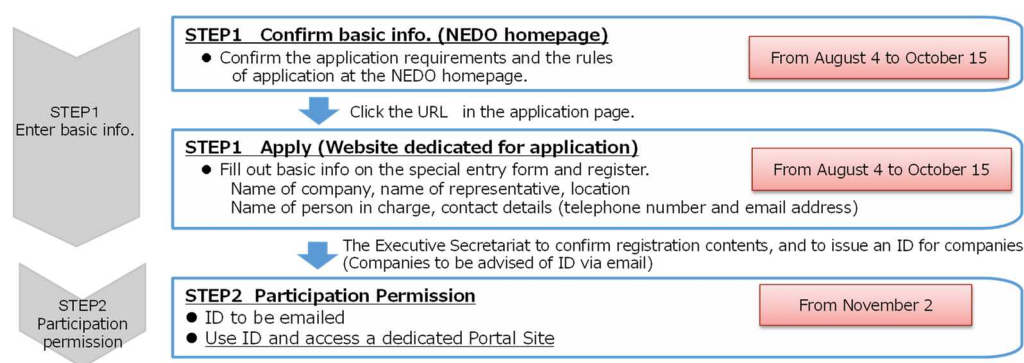 STEP1
Enter basic info.
STEP1 Confirm basic info. (NEDO homepage)
● Confirm the application requirements and the rules
of application at the NEDO homepage.
From August 4 to October 15
Click the URL in the application page.
STEP1 Apply (Website dedicated for application)
● Fill out basic info on the special entry form and register.
Name of company, name of representative, location
Name of person in charge, contact details (telephone number and email address)
From August 4 to October 15
The Executive Secretariat to confirm registration contents, and to issue an ID for companies
(Companies to be advised of ID via email)
STEP2
Participation
permission
STEP2 Participation Permission
● ID to be emailed
● Use ID and access a dedicated Portal Site
From November 2